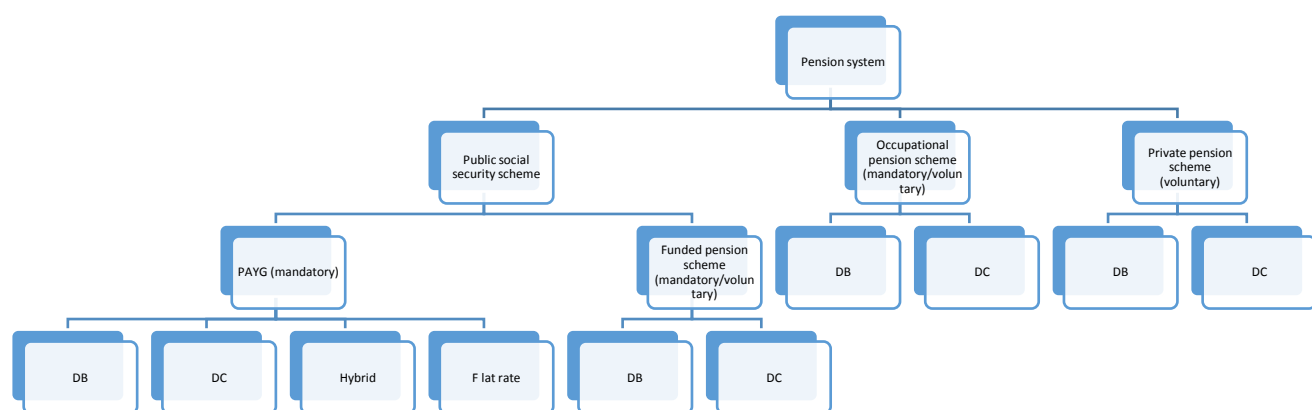 Pension system
Public social
security scheme
Occupational
pension scheme
(mandatory/volun
tary)
Private pension
scheme
(voluntary)
PAYG (mandatory)
Funded pension
scheme
(mandatory/volun
tary)
DB
DC
DB
DC
DB
DC
Hybrid
F lat rate
DB
DC